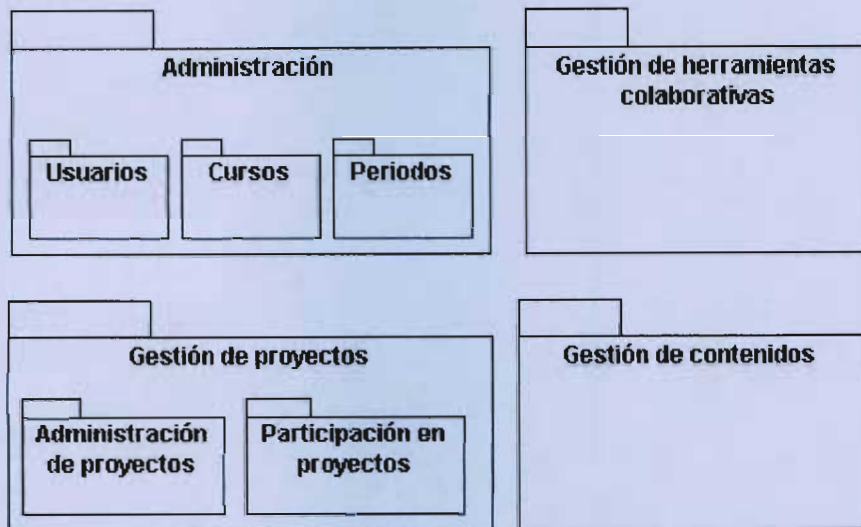 Administración
Usuarios
Cursos
Periodos
Gestión de herramientas
colaborativas
Gestión de proyectos
Administración
de proyectos
Participación en
proyectos
Gestión de contenidos